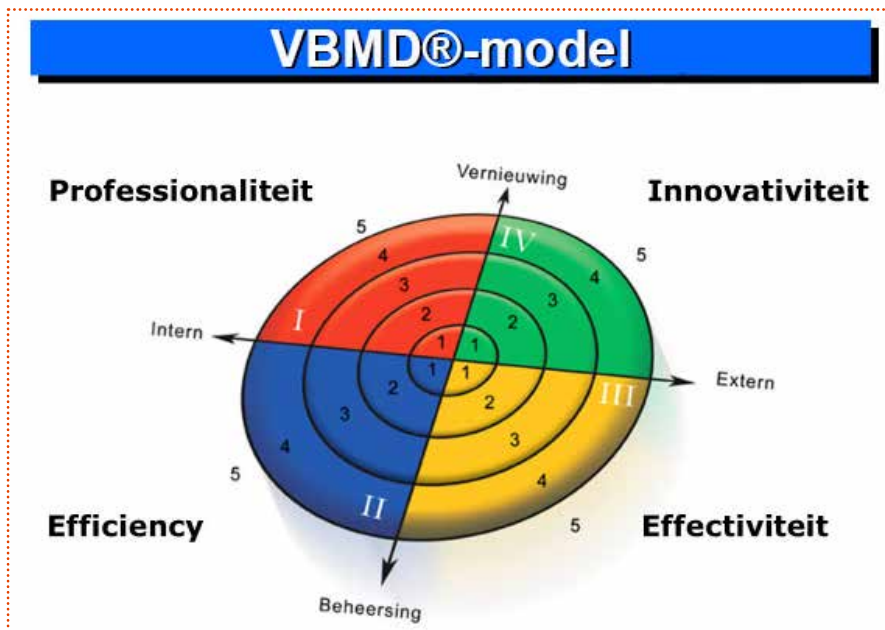 VBMD®-model
Vernieuwing
Professionaliteit
Innovativiteit
5
IV
5
4
4
3
3
I
2
2
Intern
1
1
1
1
Extern
2
III
2
3
3
4
4
5
II
5
Efficiency
Effectiviteit
Beheersing